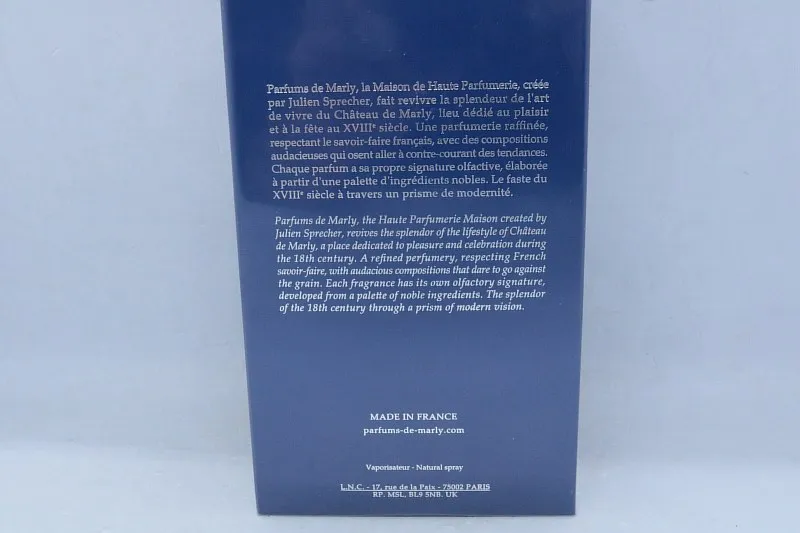 Parfums de Marly, la Maison de Haute Parfumerie, créée
par Julien Sprecher, fait revivre la splendeur de l'art
de vivre du Château de Marly, lieu dédié au plaisir
et à la fête au XVIIIᵉ siècle. Une parfumerie raffinée,
respectant le savoir-faire français, avec des compositions
audacieuses qui osent aller à contre-courant des tendances.
Chaque parfum a sa propre signature olfactive, élaborée
à partir d'une palette d'ingrédients nobles. Le faste du
XVIIIᵉ siècle à travers un prisme de modernité.
Parfums de Marly, the Haute Parfumerie Maison created by
Julien Sprecher, revives the splendor of the lifestyle of Château
de Marly, a place dedicated to pleasure and celebration during
the 18th century. A refined perfumery, respecting French
savoir-faire, with audacious compositions that dare to go against
the grain. Each fragrance has its own olfactory signature,
developed from a palette of noble ingredients. The splendor
of the 18th century through a prism of modern vision.
MADE IN FRANCE
parfums-de-marly.com
Vaporisateur - Natural spray
L.N.C. - 17, rue de la Paix - 75002 PARIS
RP. MSL, BL9 5NB. UK